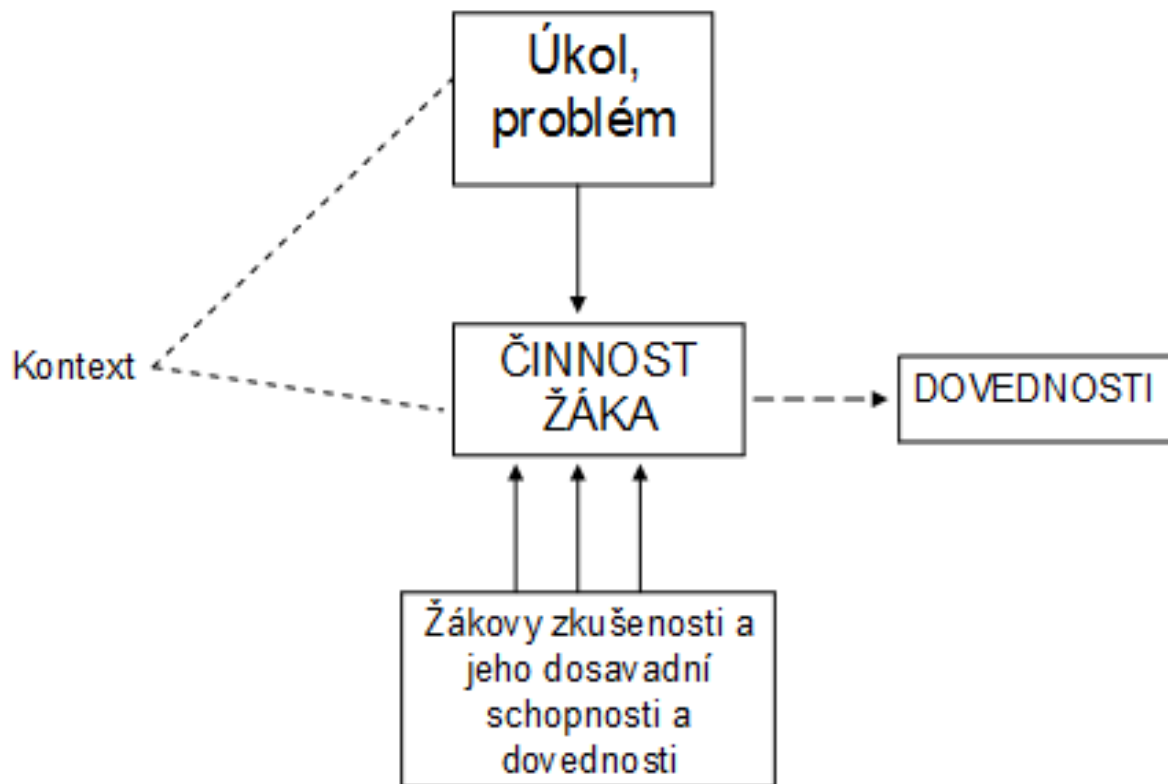 Úkol,
problém
Kontext
ČINNOST
ŽÁKA
DOVEDNOSTI
Žákovy zkušenosti a
jeho dosavadní
schopnosti a
dovednosti